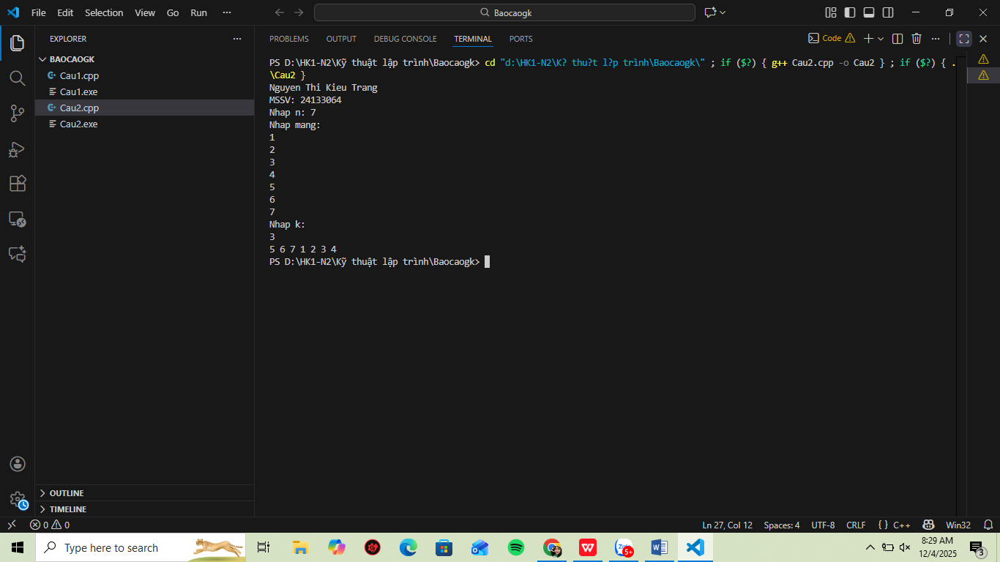 File Edit Selection View Go Run ···
Baocaogk
EXPLORER ···
BAOCAOGK
Cau1.cpp
Cau1.exe
Cau2.cpp
Cau2.exe
OUTLINE
TIMELINE
PROBLEMS OUTPUT DEBUG CONSOLE TERMINAL PORTS
Code
PS D:\HK1-N2\Kỹ thuật lập trình\Baocaogk> cd "d:\HK1-N2\K? thu?t l?p trình\Baocaogk\" ; if ($?) { g++ Cau2.cpp -o Cau2 } ; if ($?) { .
\Cau2 }
Nguyen Thi Kieu Trang
MSSV: 24133064
Nhap n: 7
Nhap mang:
1
2
3
4
5
6
7
Nhap k:
3
5 6 7 1 2 3 4
PS D:\HK1-N2\Kỹ thuật lập trình\Baocaogk>
0 0
Ln 27, Col 12 Spaces: 4 UTF-8 CRLF { } C++ Win32
Type here to search
Zalo
5+
W
W
8:29 AM
12/4/2025
3